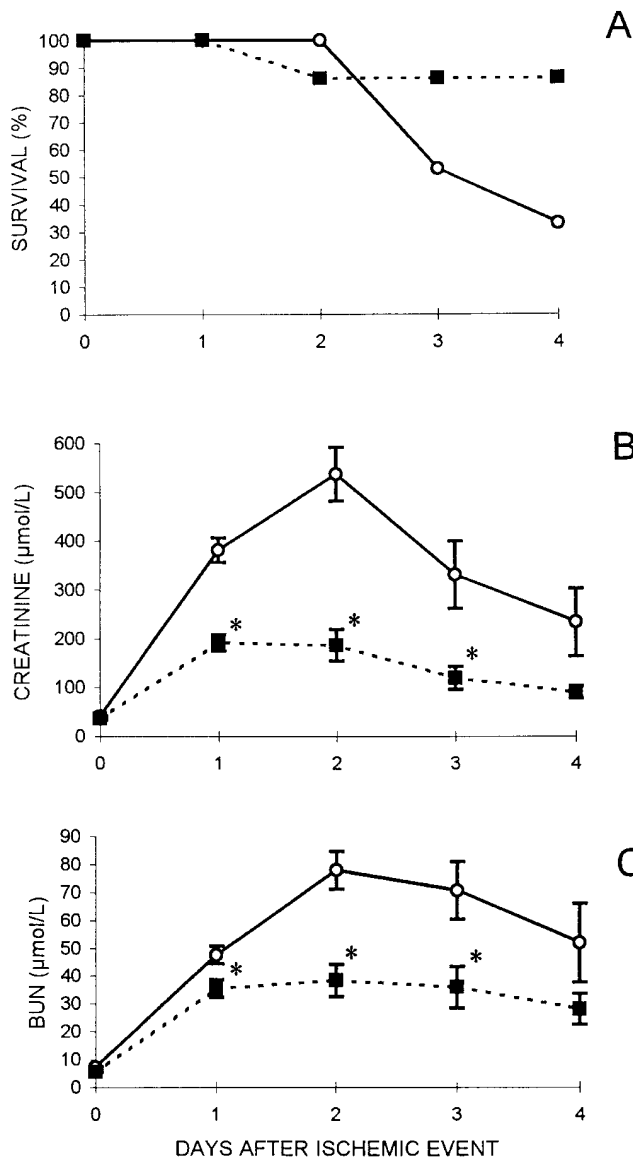 A
100
90
80
70
60
50
40
30
20
10
0
SURVIVAL (%)
0 1 2 3 4
B
600
500
400
300
200
100
0
CREATININE (µmol/L)
* * *
0 1 2 3 4
C
90
80
70
60
50
40
30
20
10
0
BUN (µmol/L)
* * *
0 1 2 3 4
DAYS AFTER ISCHEMIC EVENT